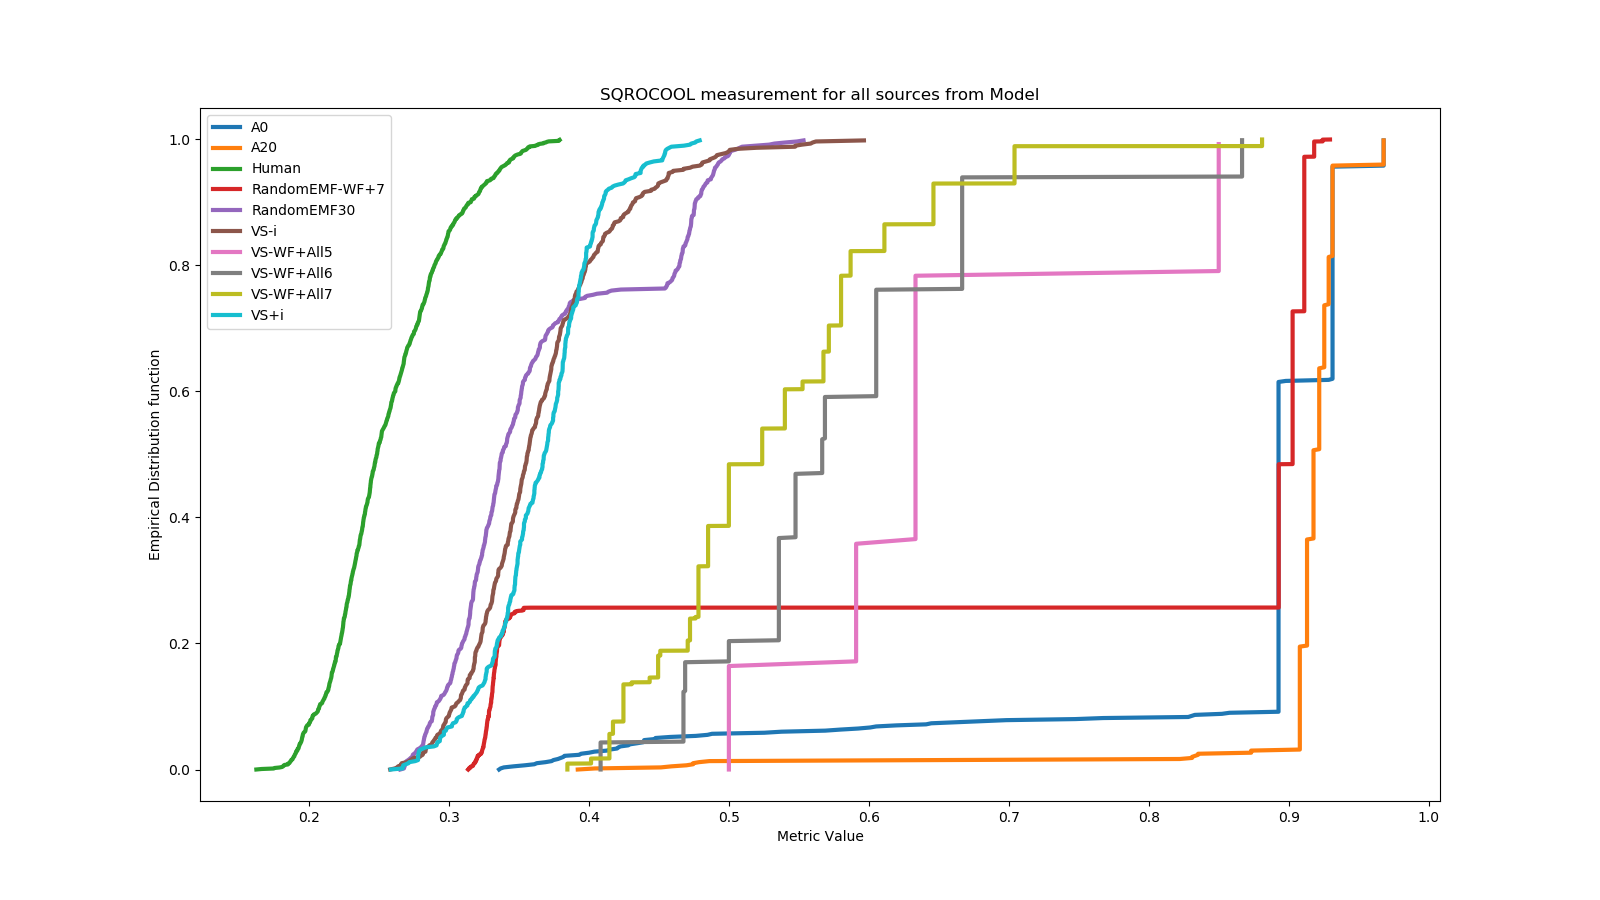 SQROCOOL measurement for all sources from Model
A0
A20
Human
RandomEMF-WF+7
RandomEMF30
VS-i
VS-WF+All5
VS-WF+All6
VS-WF+All7
VS+i
Empirical Distribution function
1.0
0.8
0.6
0.4
0.2
0.0
0.2 0.3 0.4 0.5 0.6 0.7 0.8 0.9 1.0
Metric Value